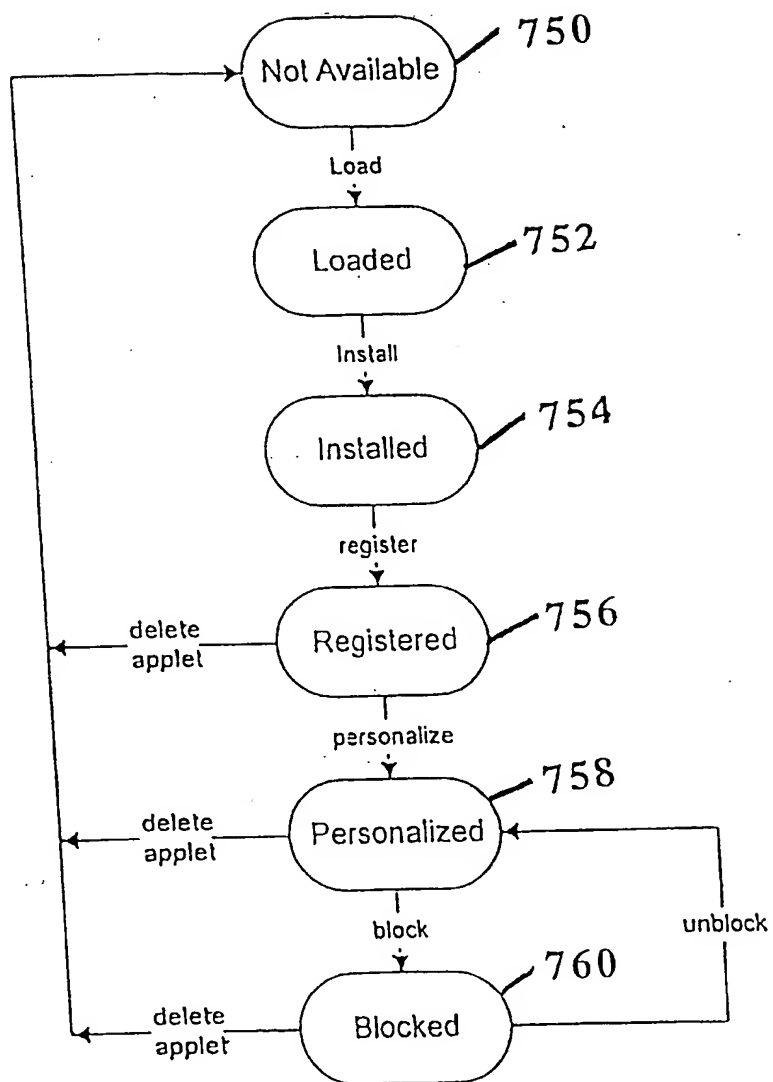 Not Available
750
Load
Loaded
752
Install
Installed
754
register
Registered
756
delete
applet
personalize
Personalized
758
delete
applet
block
unblock
Blocked
760
delete
applet